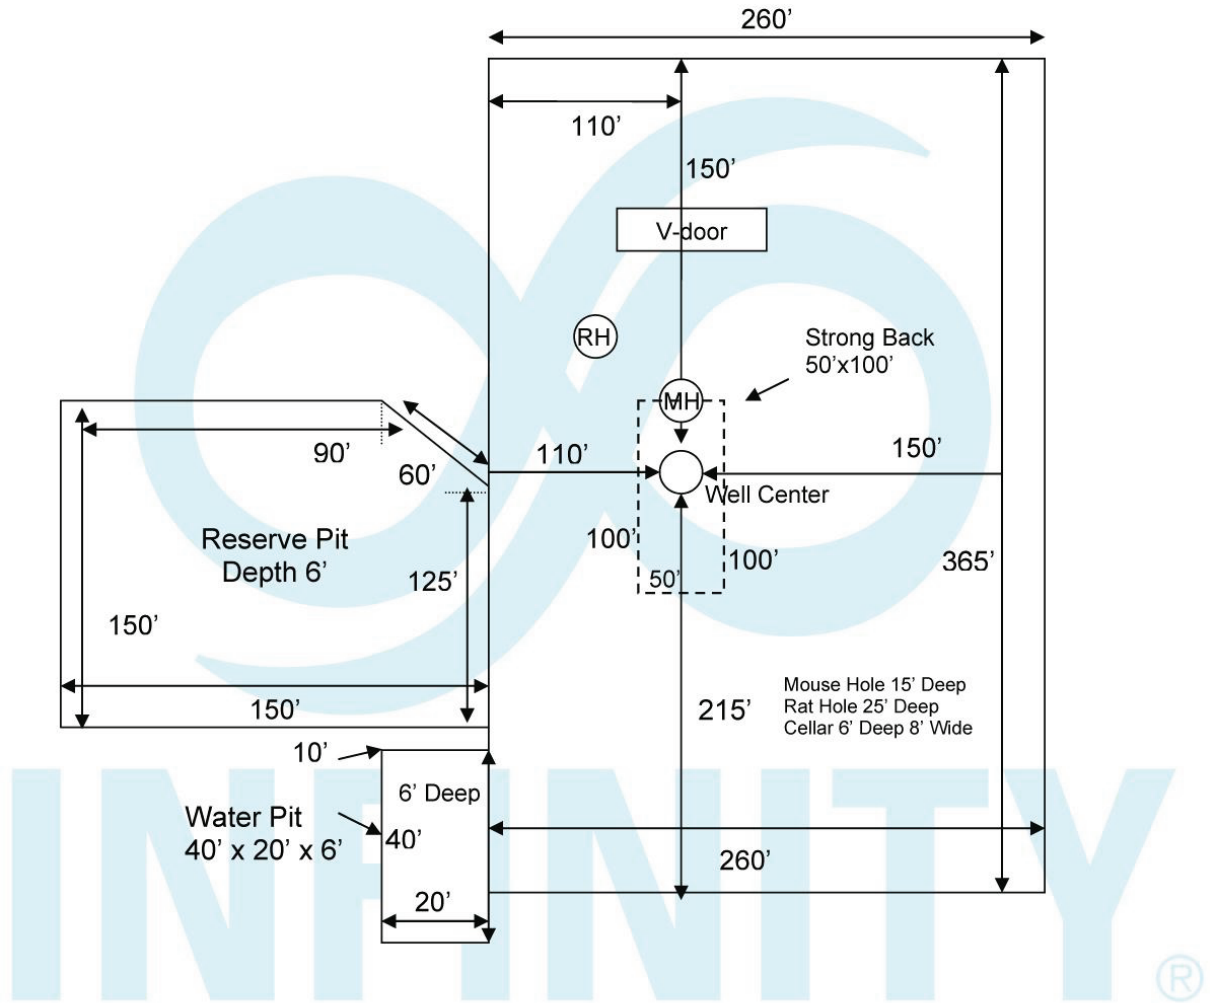 260’
110’
150’
V-door
RH
Strong Back
50’x100’
MH
90’
60’
110’
150’
Well Center
Reserve Pit
Depth 6’
125’
100’
100’
50’
365’
150’
150’
215’
Mouse Hole 15’ Deep
Rat Hole 25’ Deep
Cellar 6’ Deep 8’ Wide
10’
6’ Deep
Water Pit
40’ x 20’ x 6’
40’
260’
20’
INFINITY
®